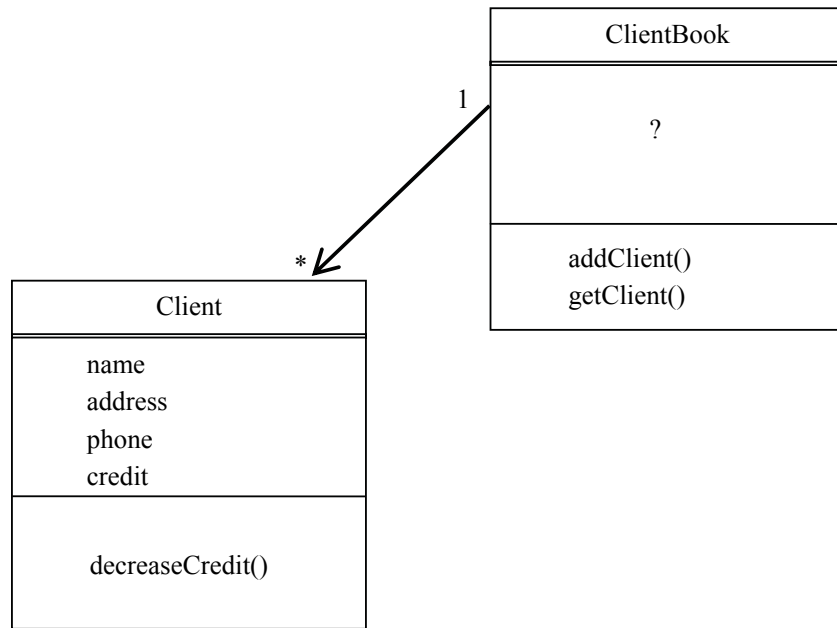 ClientBook
1
?
addClient()
getClient()
*
Client
name
address
phone
credit
decreaseCredit()